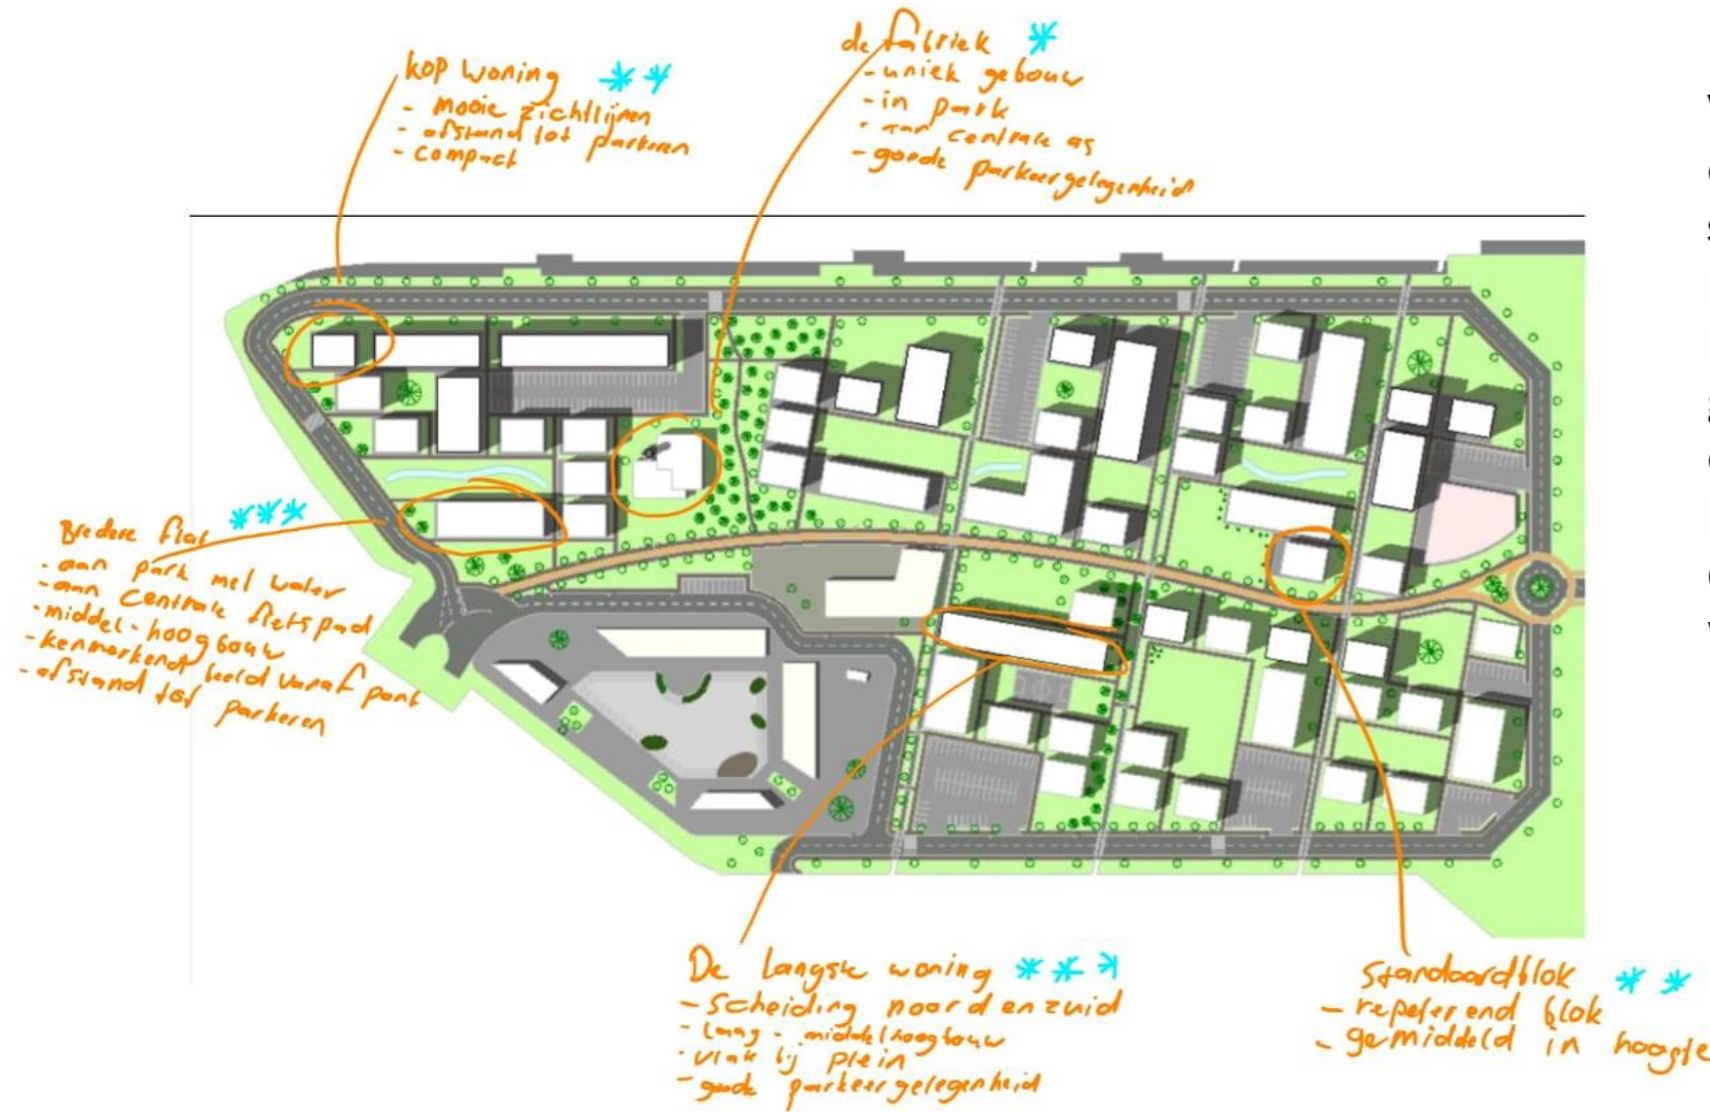 kop woning **
- mooie zichtlijnen
- afstand tot parkeren
- compact
de fabriek *
- uniek gebouw
- in park
- aan centrale as
- goede parkeergelegenheid
Bredere flat ***
- aan park met water
- aan centrale fietspad
- middel-hoogbouw
- kenmerkend beeld vanaf
- afstand tot parkeren
De langste woning ***
- scheiding noord en zuid
- laag - middelhoogbouw
- vlak bij plein
- goede parkeergelegenheid
Standaardblok **
- repeterend blok
- gemiddeld in hoogte